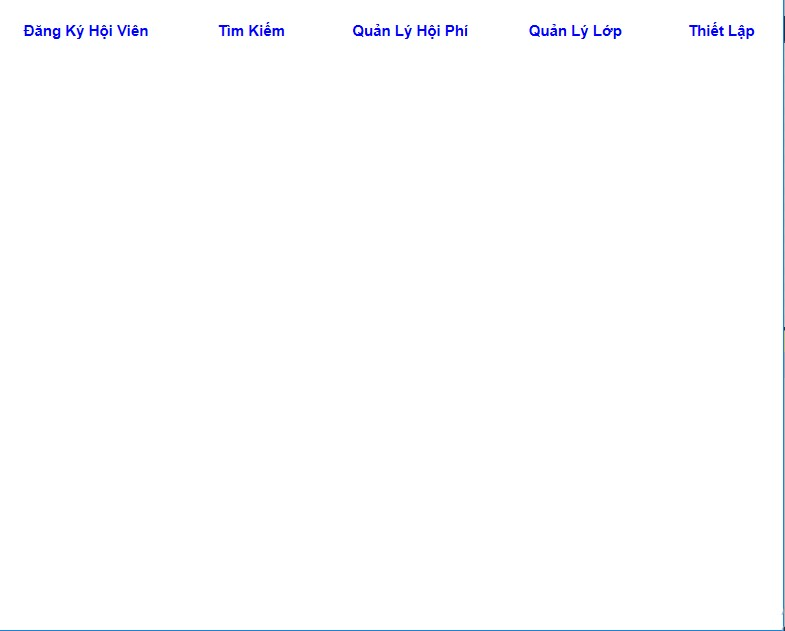 Đăng Ký Hội Viên Tìm Kiếm Quản Lý Hội Phí Quản Lý Lớp Thiết Lập